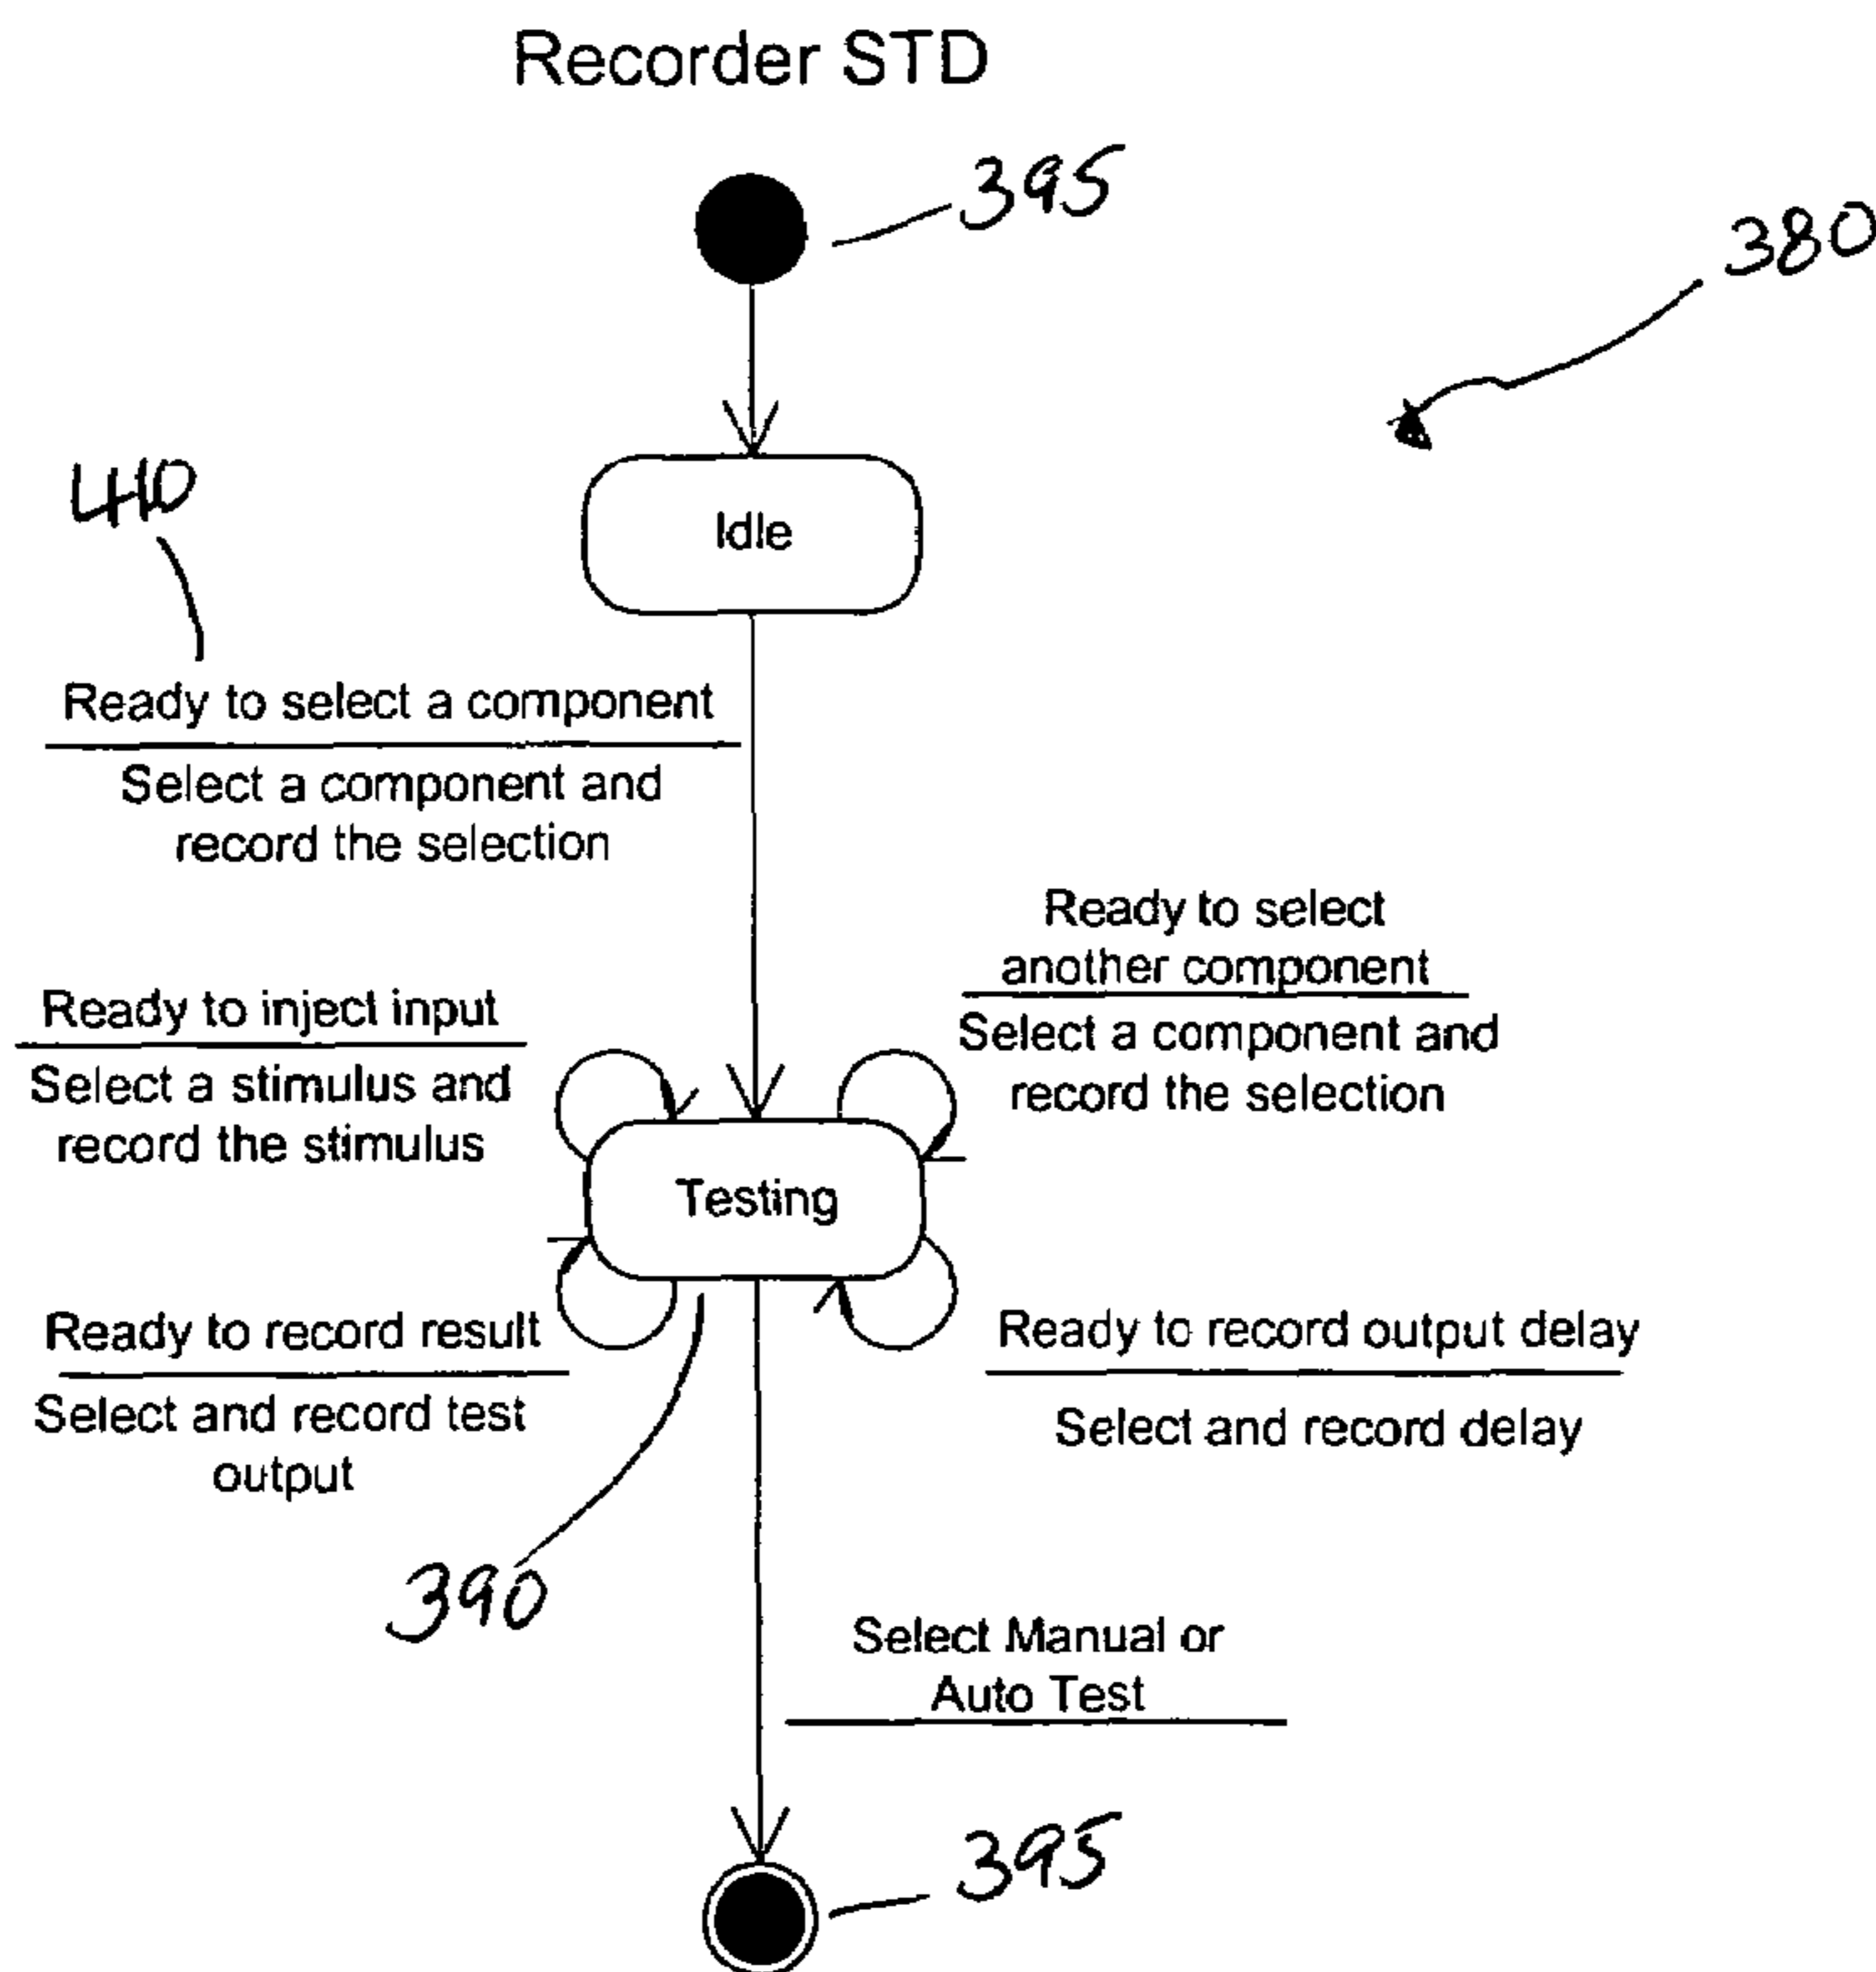 Recorder STD
395
380
Idle
410
Ready to select a component
Select a component and
record the selection
Ready to select
another component
Select a component and
record the selection
Ready to inject input
Select a stimulus and
record the stimulus
Testing
Ready to record result
Select and record test
output
Ready to record output delay
Select and record delay
390
Select Manual or
Auto Test
395